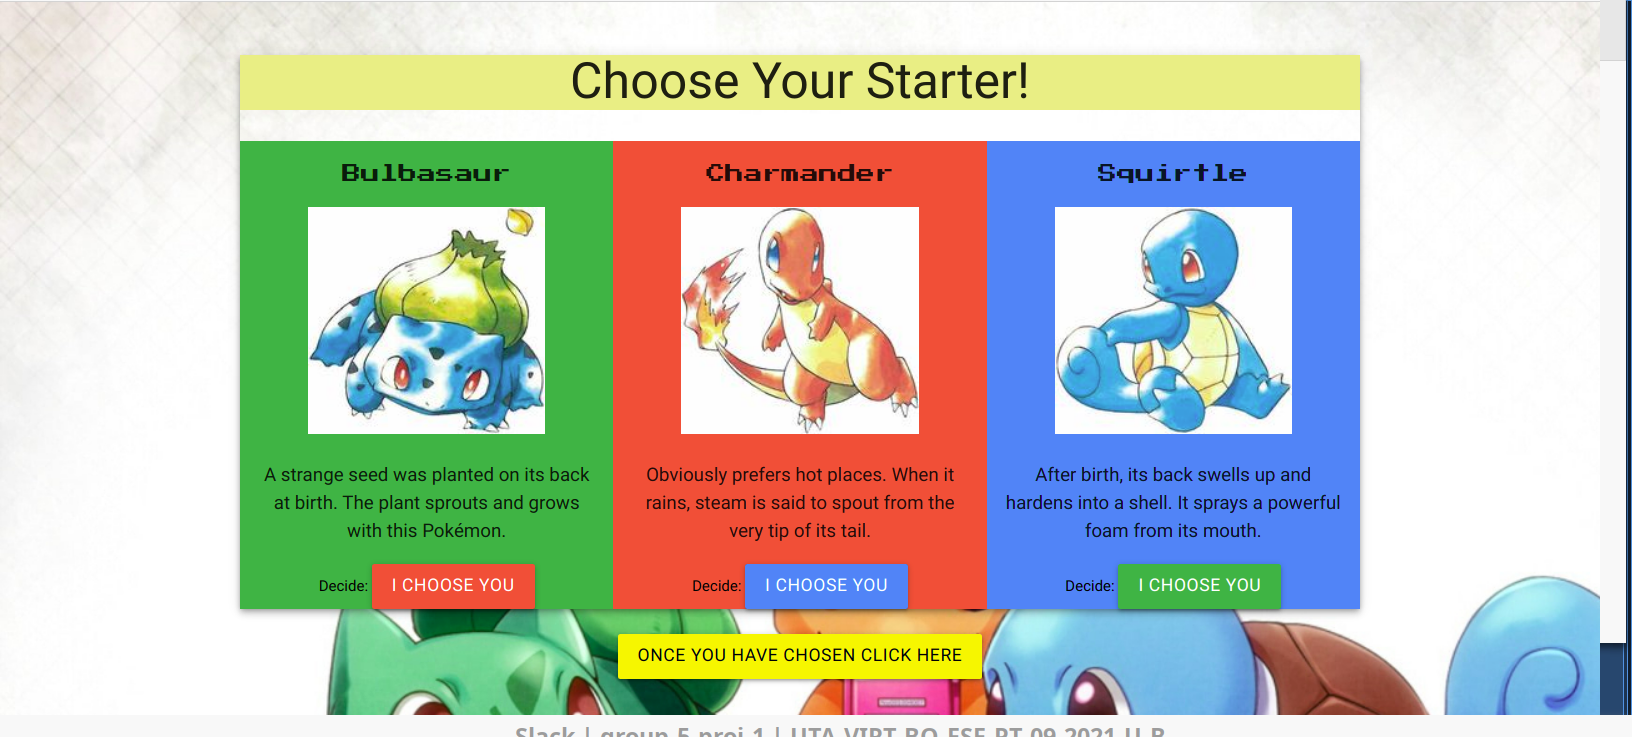 Choose Your Starter!
Bulbasaur
Charmander
Squirtle
A strange seed was planted on its back
at birth. The plant sprouts and grows
with this Pokémon.
Obviously prefers hot places. When it
rains, steam is said to spout from the
very tip of its tail.
After birth, its back swells up and
hardens into a shell. It sprays a powerful
foam from its mouth.
Decide: I CHOOSE YOU
Decide: I CHOOSE YOU
Decide: I CHOOSE YOU
ONCE YOU HAVE CHOSEN CLICK HERE
Slack | group-5-proj-1 | UTA-VIRT-BO-FSF-PT-09-2021-U-B